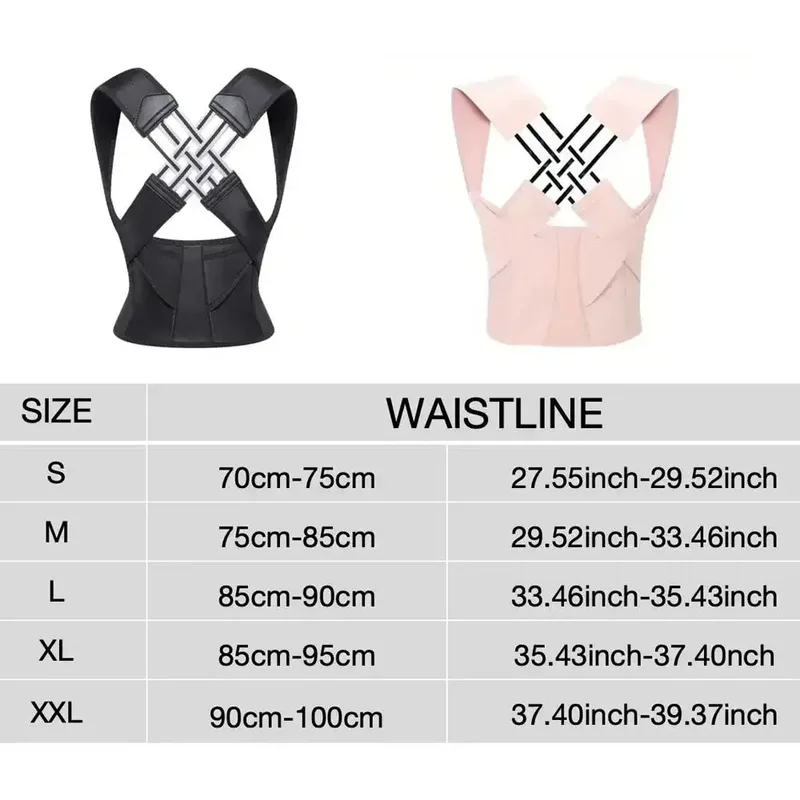 SIZE WAISTLINE
S 70cm-75cm 27.55inch-29.52inch
M 75cm-85cm 29.52inch-33.46inch
L 85cm-90cm 33.46inch-35.43inch
XL 85cm-95cm 35.43inch-37.40nch
XXL 90cm-100cm 37.40inch-39.37inch